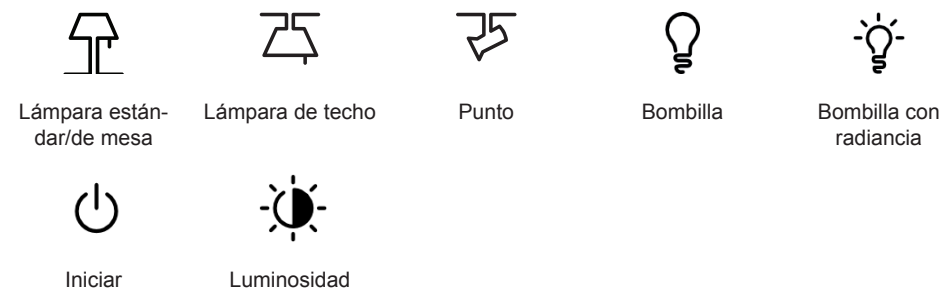 Lámpara están-
dar/de mesa
Lámpara de techo
Punto
Bombilla
Bombilla con
radiancia
Iniciar
Luminosidad